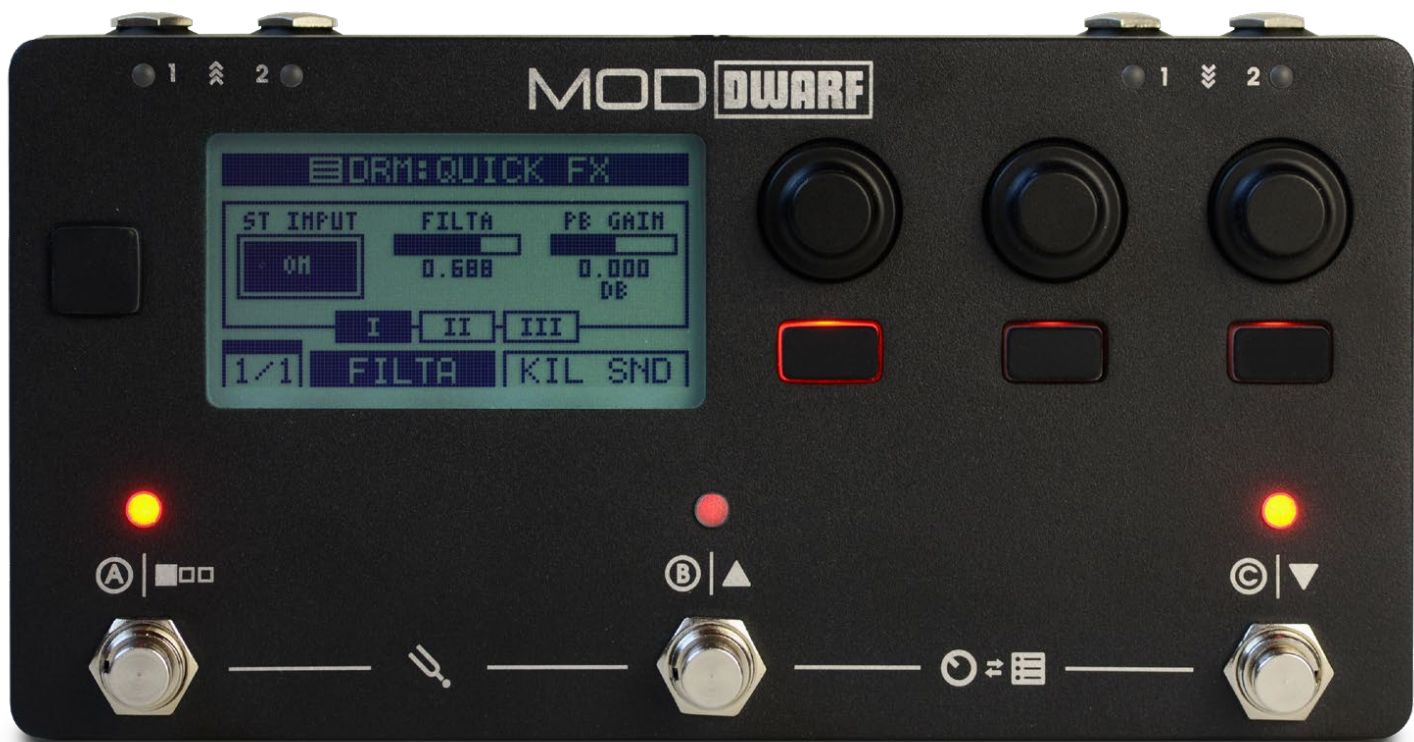 1 2
MOD DWARF
1 2
DRM:QUICK FX
ST INPUT FILTA PB GAIN
ON 0.688 0.000
DB
I II III
1/1 FILTA KIL SND
A B C